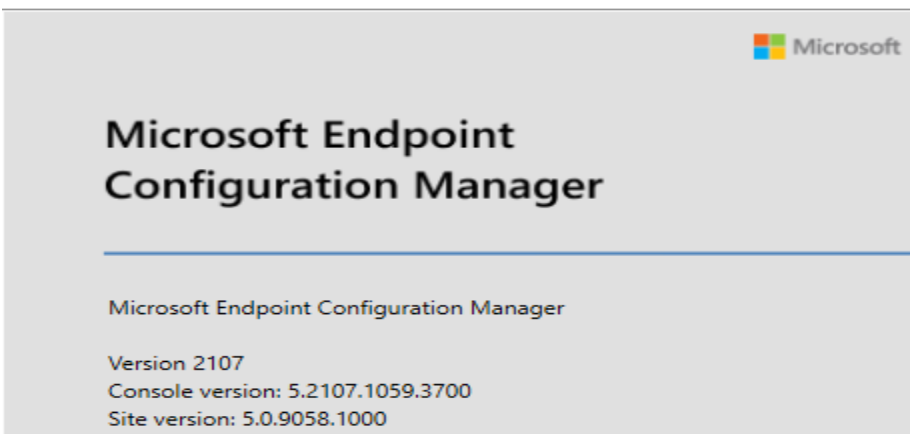 Microsoft
Microsoft Endpoint
Configuration Manager
Microsoft Endpoint Configuration Manager
Version 2107
Console version: 5.2107.1059.3700
Site version: 5.0.9058.1000